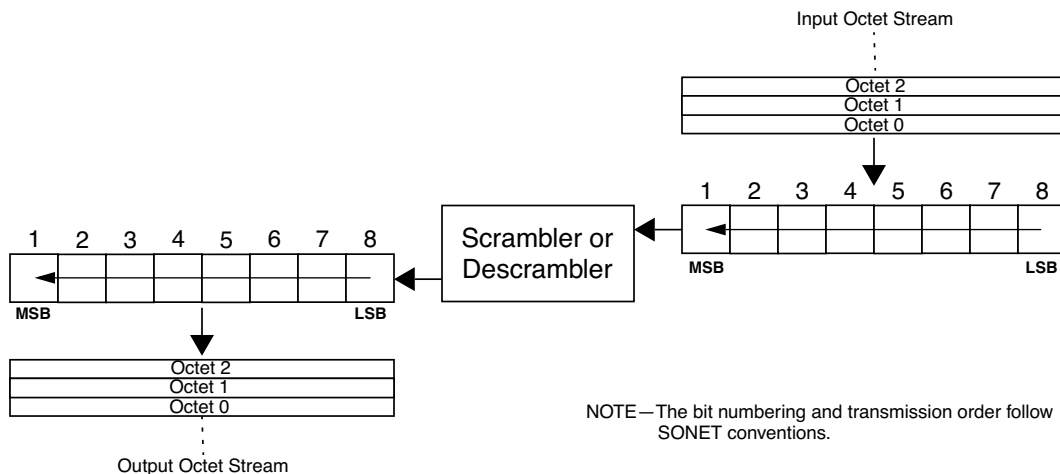 Input Octet Stream
Octet 2
Octet 1
Octet 0
1 2 3 4 5 6 7 8
MSB LSB
Scrambler or
Descrambler
1 2 3 4 5 6 7 8
MSB LSB
Octet 2
Octet 1
Octet 0
Output Octet Stream
NOTE—The bit numbering and transmission order follow
SONET conventions.